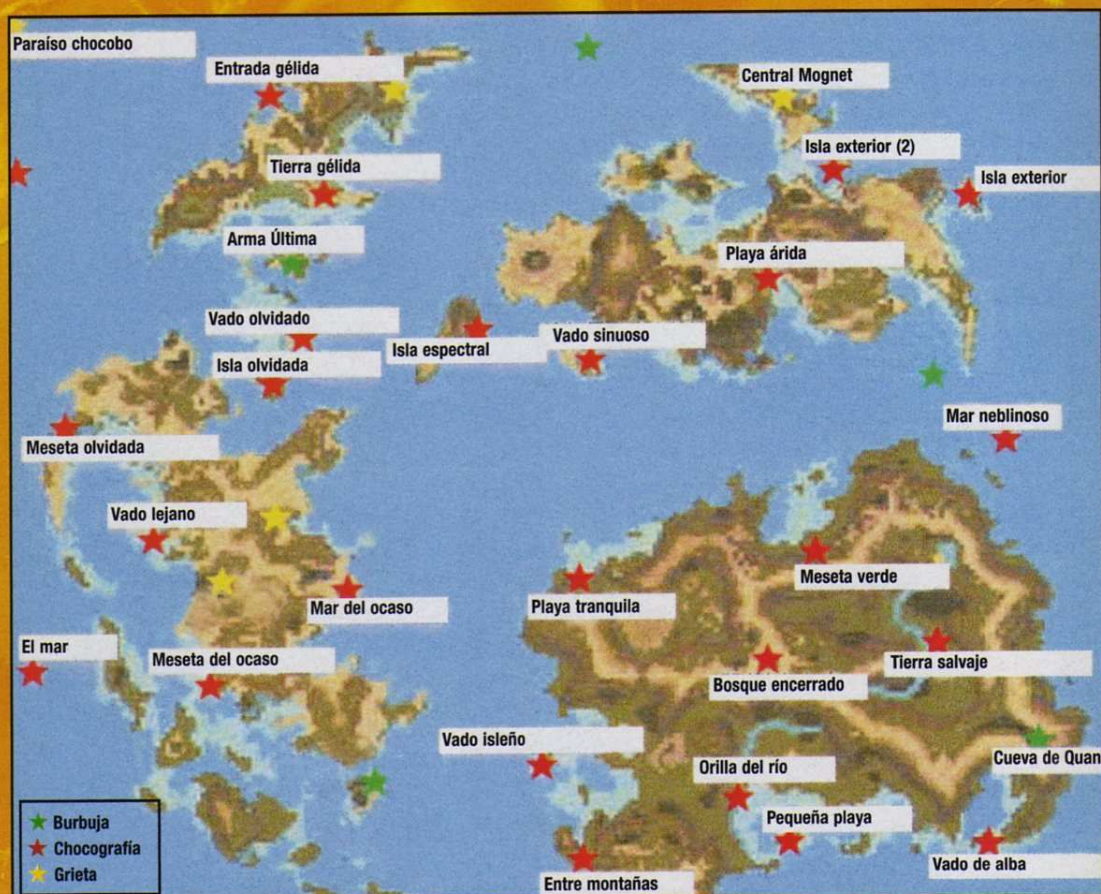 Paraíso chocobo
Entrada gélida
Central Mognet
Tierra gélida
Isla exterior (2)
Isla exterior
Arma Última
Playa árida
Vado olvidado
Isla espectral
Vado sinuoso
Isla olvidada
Mar neblinoso
Meseta olvidada
Vado lejano
Meseta verde
Mar del ocaso
Playa tranquila
El mar
Meseta del ocaso
Tierra salvaje
Bosque encerrado
Vado isleño
Cueva de Quan
Orilla del río
Pequeña playa
Burbuja
Chocografía
Grieta
Entre montañas
Vado de alba